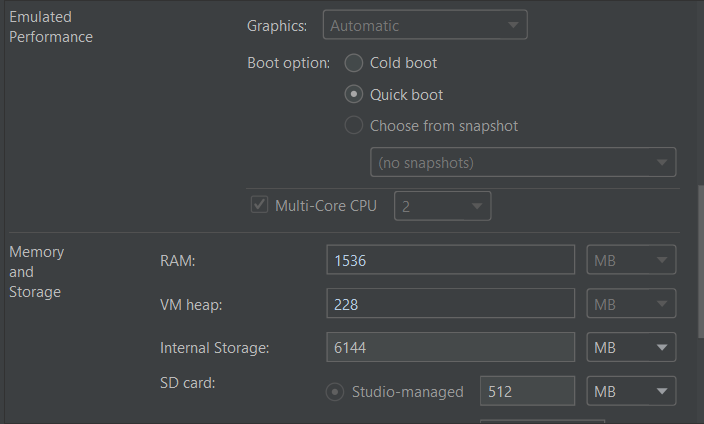 Emulated
Performance
Graphics: Automatic
Boot option: Cold boot
Quick boot
Choose from snapshot
(no snapshots)
Multi-Core CPU 2
Memory
and
Storage
RAM: 1536 MB
VM heap: 228 MB
Internal Storage: 6144 MB
SD card: Studio-managed 512 MB